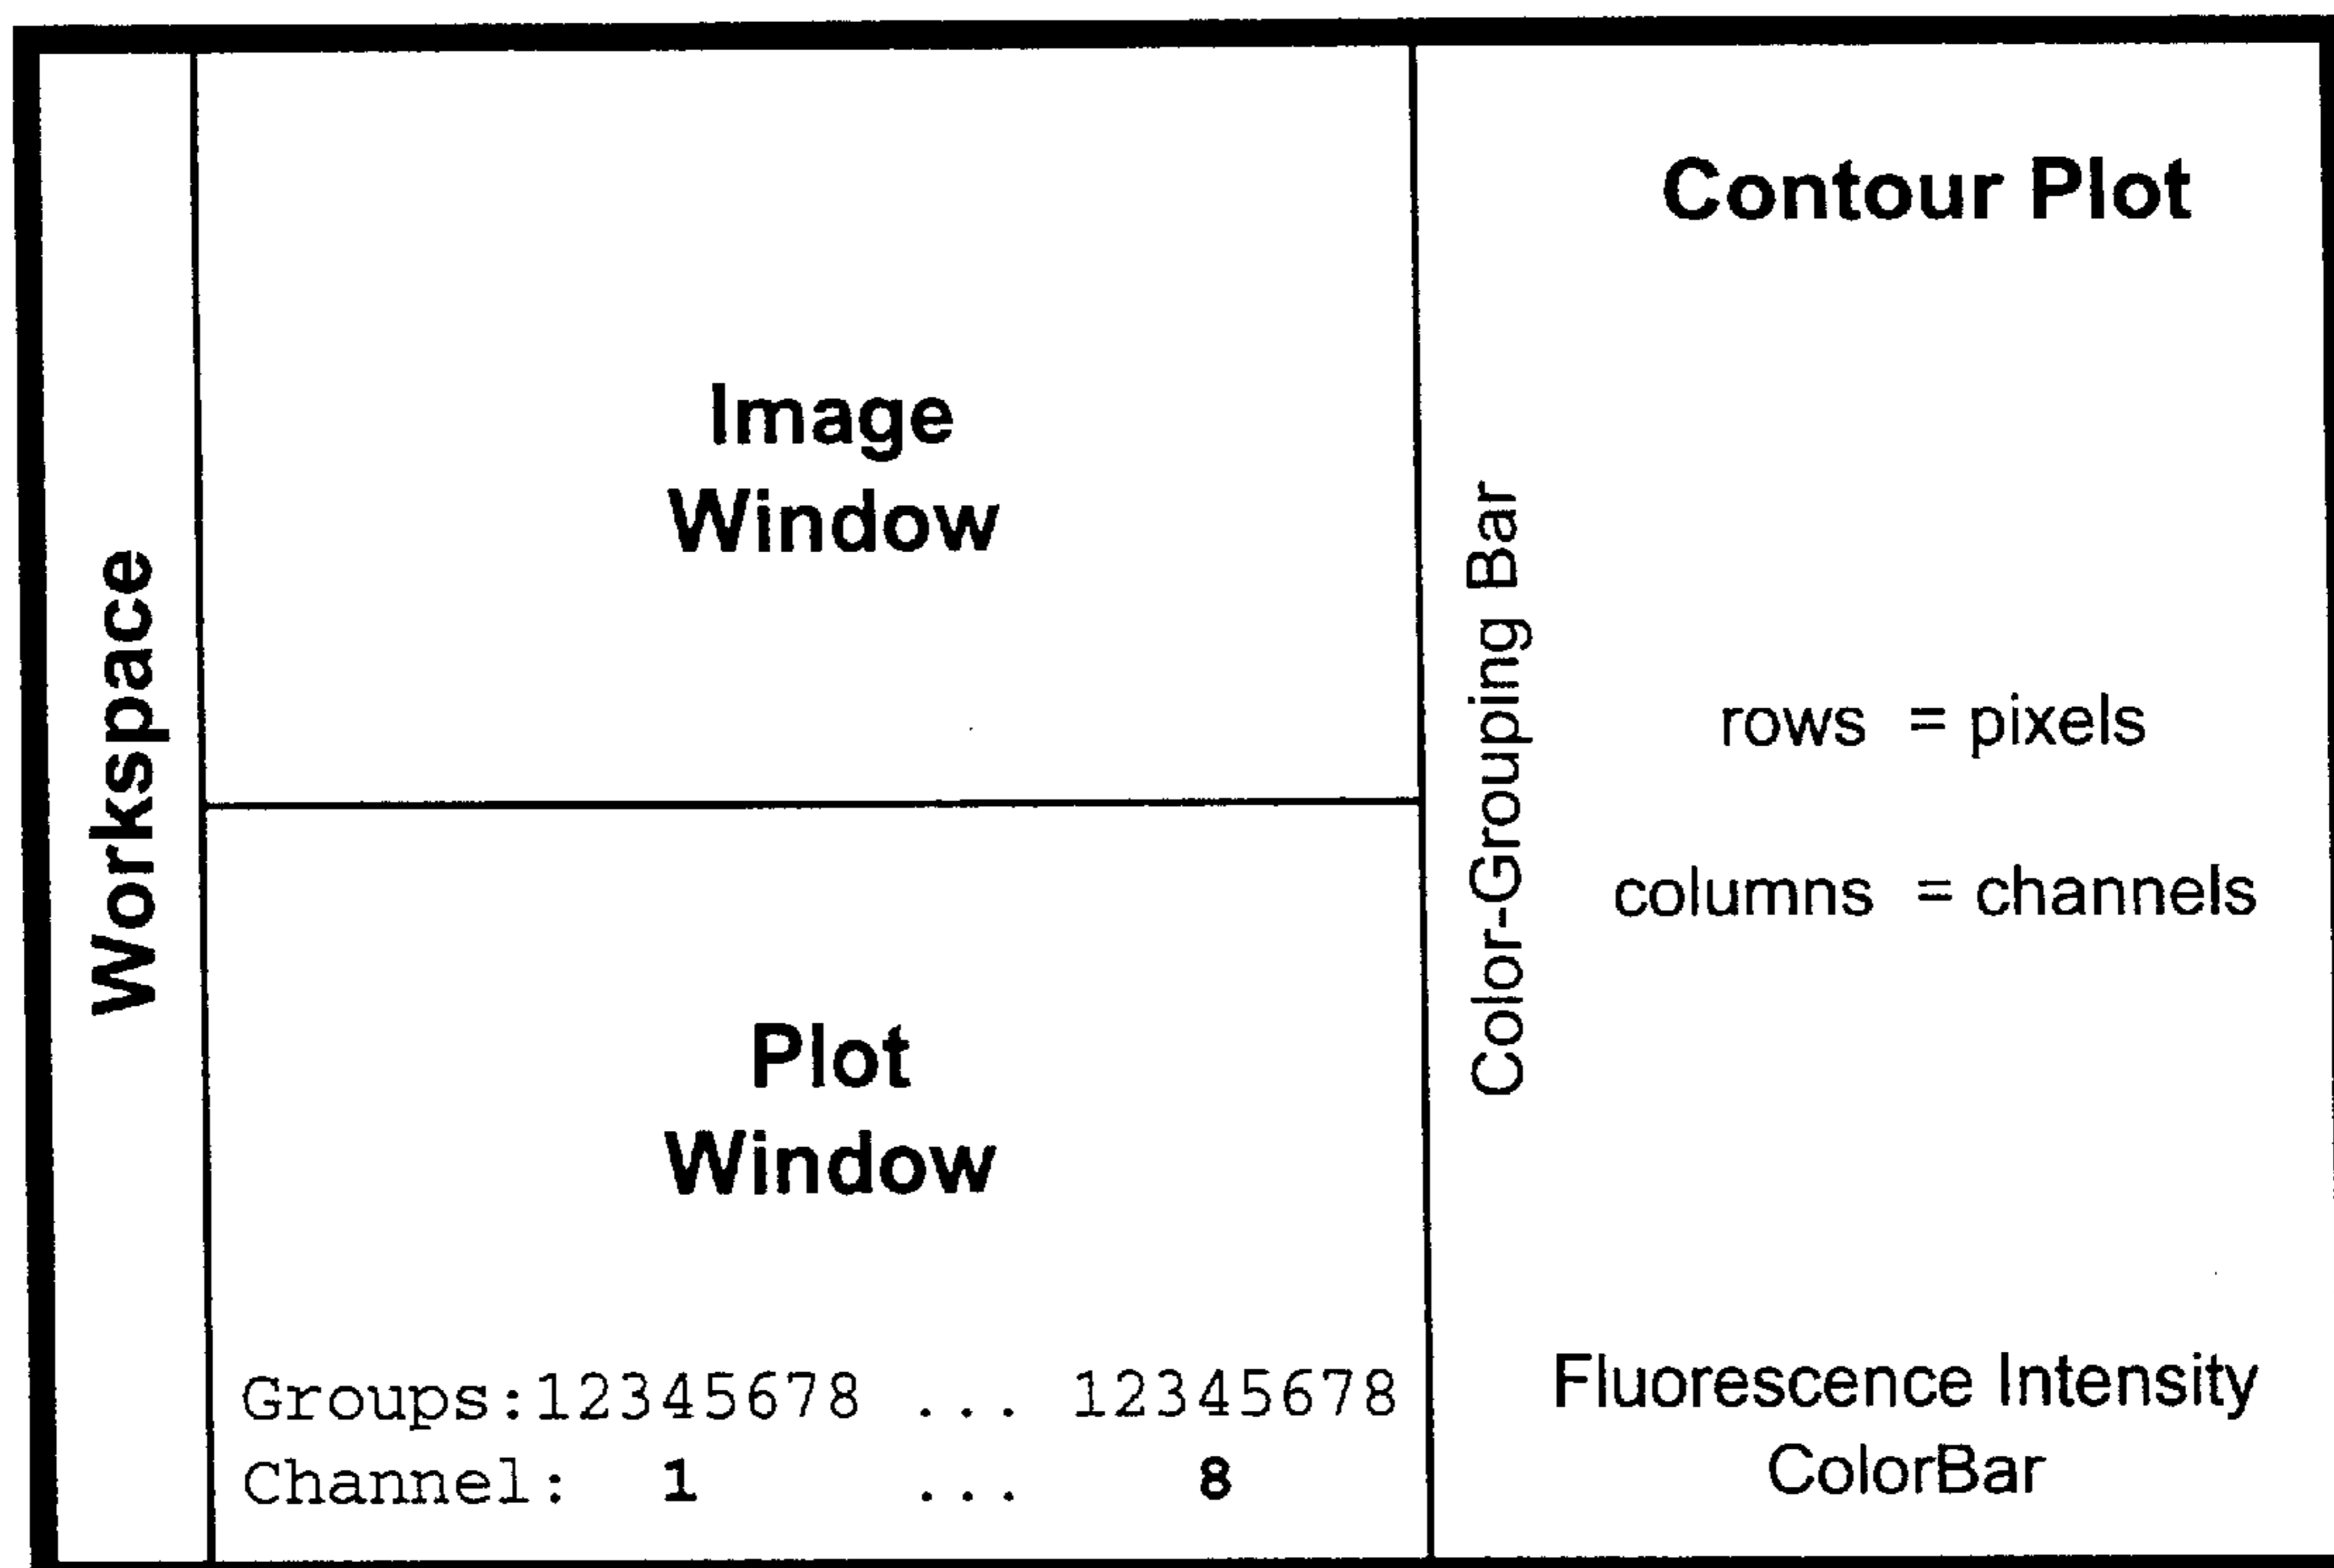 Workspace
Image
Window
Plot
Window
Groups:12345678 ... 12345678
Channel: 1 ... 8
Color-Grouping Bar
Contour Plot
rows = pixels
columns = channels
Fluorescence Intensity
ColorBar